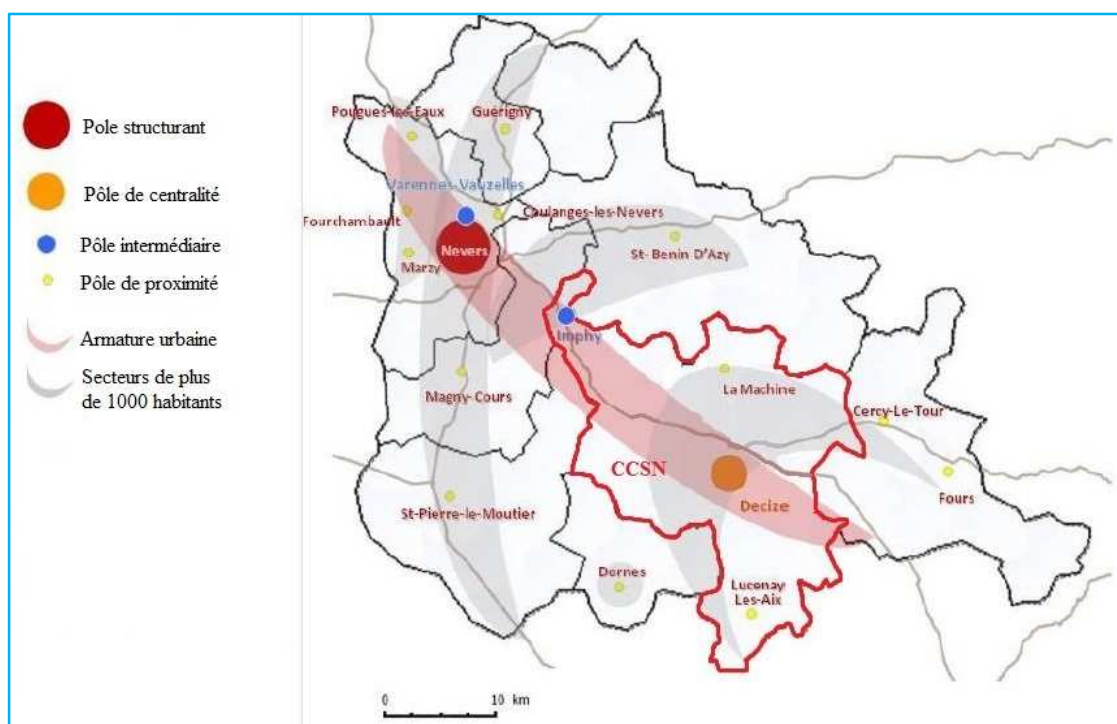 Pole structurant
Pôle de centralité
Pôle intermédiaire
Pôle de proximité
Armature urbaine
Secteurs de plus
de 1000 habitants
Pougues-les-Eaux
Guérigny
Varennes-Vauzelles
Fourchambault
Coulanges-les-Nevers
Nevers
Marzy
St-Benin D'Azy
Imphy
Magny-Cours
La Machine
Cercy-Le-Tour
CCSN
Decize
Fours
St-Pierre-le-Moutier
Dornes
Lucenay
Les-Aix
0 10 km